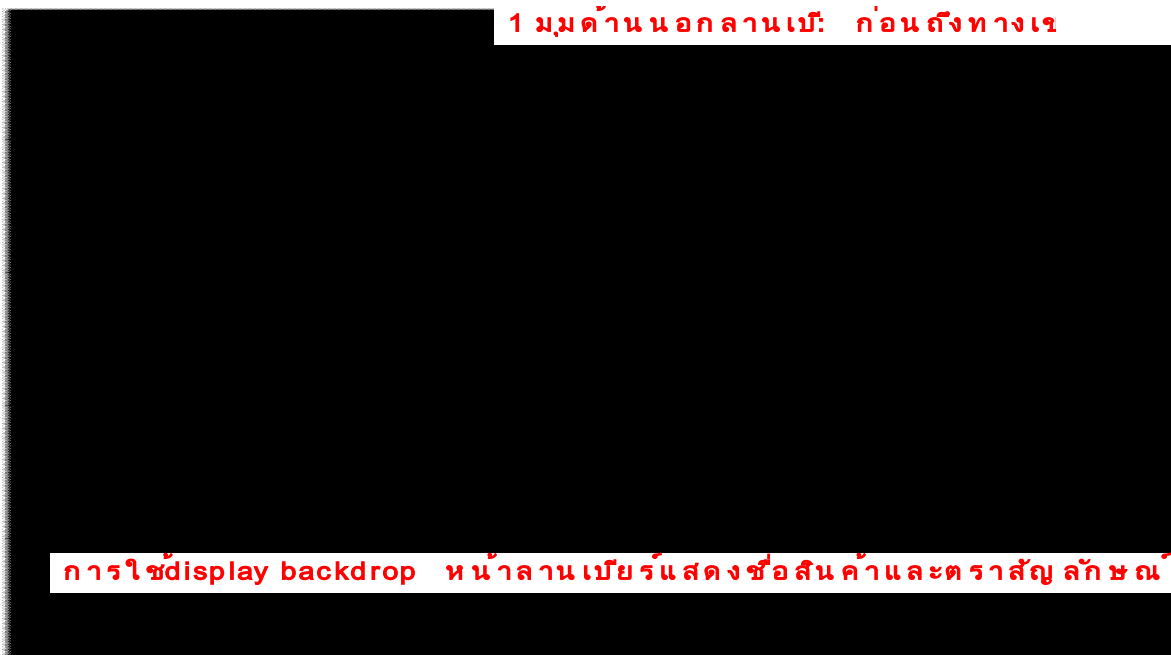 1 มุมด้านนอกลานเบี: ก่อนถึงทางเข
การใช้display backdrop หน้าลานเบียร์แสดงชื่อสินค้าและตราสัญลักษณ์